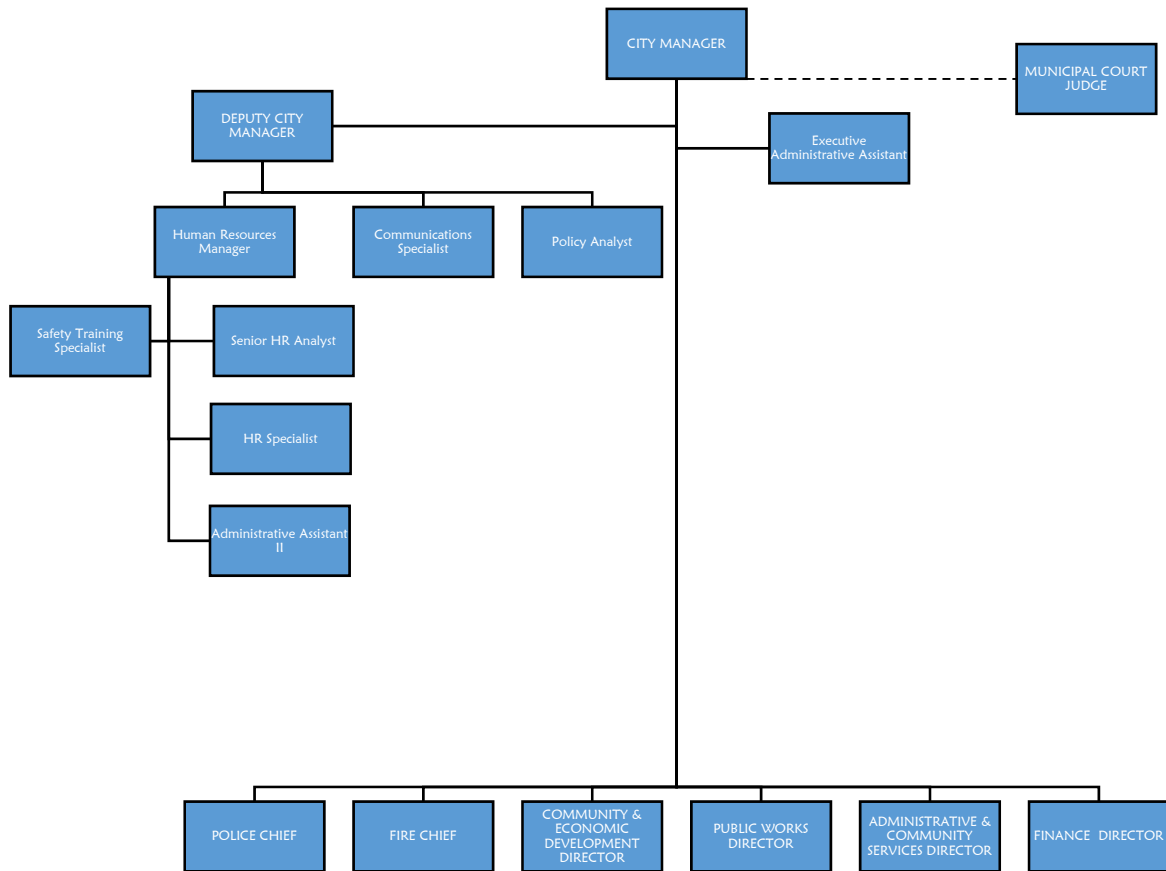 CITY MANAGER
MUNICIPAL COURT
JUDGE
DEPUTY CITY
MANAGER
Executive
Administrative Assistant
Human Resources
Manager
Communications
Specialist
Policy Analyst
Safety Training
Specialist
Senior HR Analyst
HR Specialist
Administrative Assistant
II
POLICE CHIEF
FIRE CHIEF
COMMUNITY &
ECONOMIC
DEVELOPMENT
DIRECTOR
PUBLIC WORKS
DIRECTOR
ADMINISTRATIVE &
COMMUNITY
SERVICES DIRECTOR
FINANCE  DIRECTOR